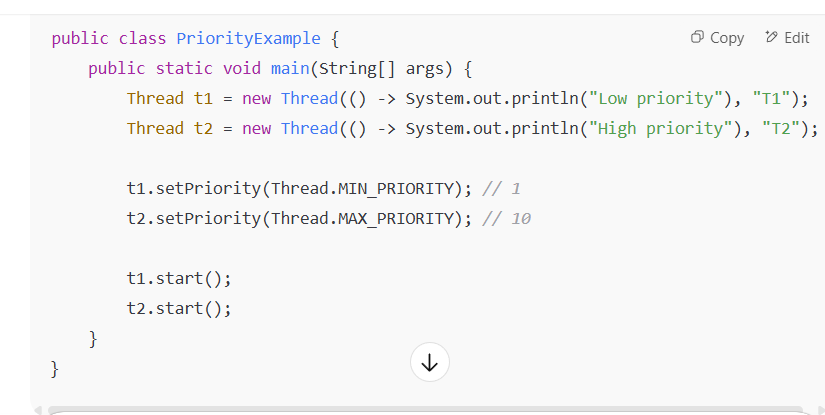 public class PriorityExample {
Copy Edit
public static void main(String[] args) {
Thread t1 = new Thread(() -> System.out.println("Low priority"), "T1");
Thread t2 = new Thread(() -> System.out.println("High priority"), "T2");
t1.setPriority(Thread.MIN_PRIORITY); // 1
t2.setPriority(Thread.MAX_PRIORITY); // 10
t1.start();
t2.start();
}
}